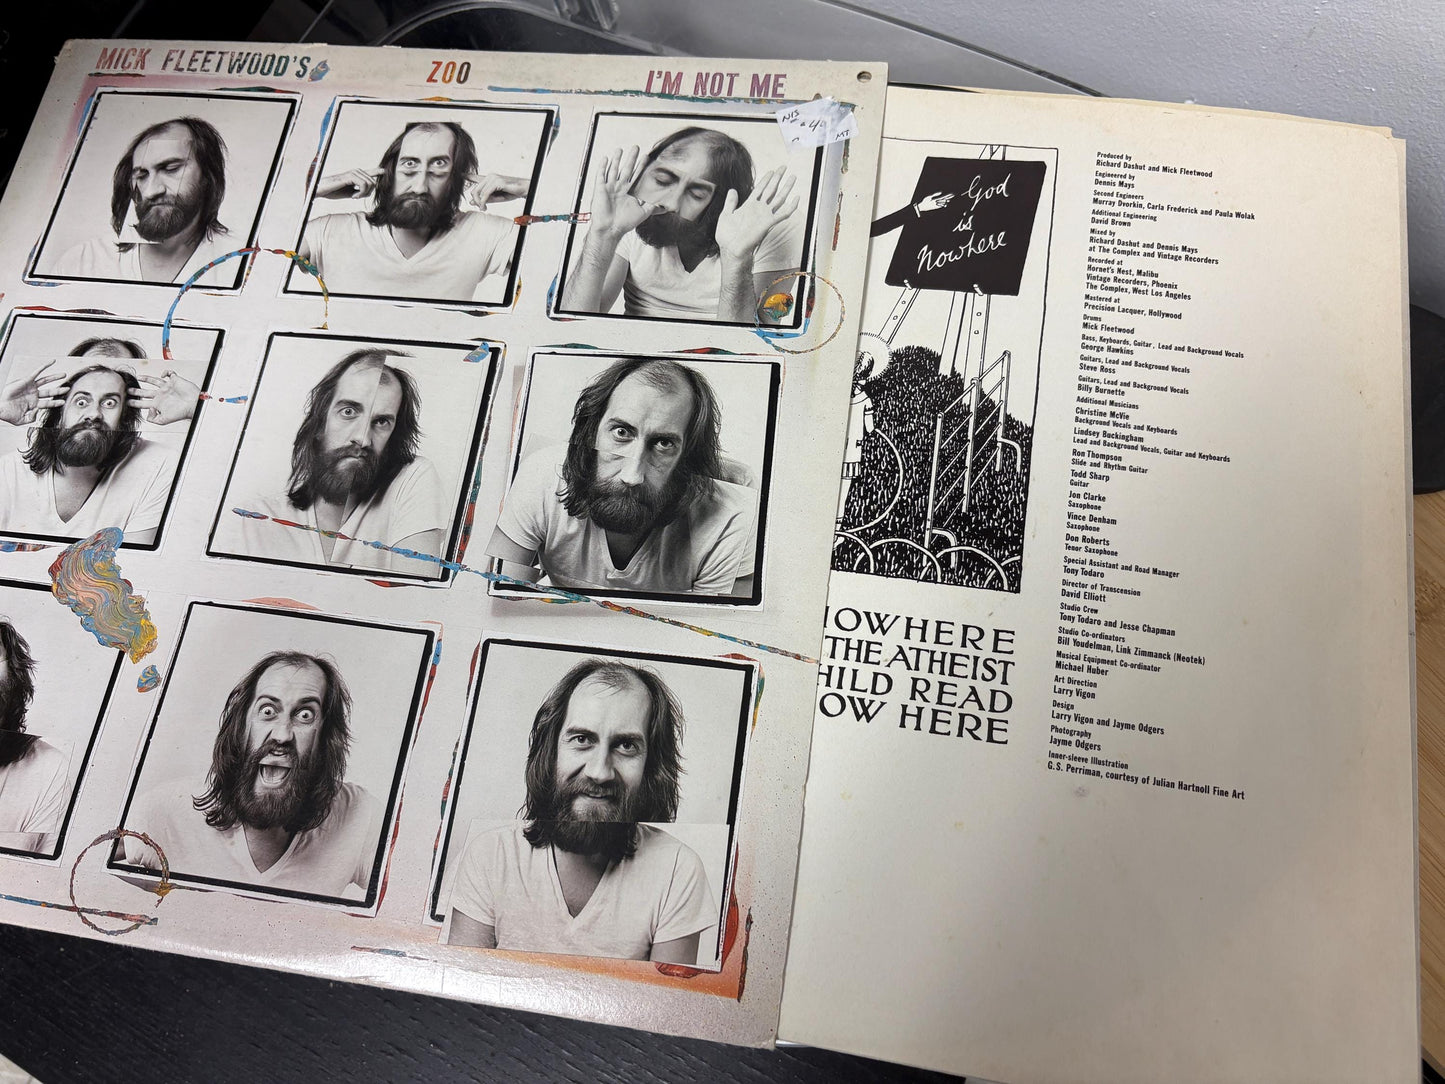 MICK FLEETWOOD'S
ZOO
I'M NOT ME
God
is
Nowhere
NOWHERE
THE ATHEIST
HILD READ
OW HERE
Produced by
Richard Dashut and Mick Fleetwood
Engineered by
Dennis Mays
Second Engineers
Murray Dvorkin, Carla Frederick and Paula Wolak
Additional Engineering
David Brown
Mixed by
Richard Dashut and Dennis Mays
at The Complex and Vintage Recorders
Recorded at
Hornet's Nest, Malibu
Vintage Recorders, Phoenix
The Complex, West Los Angeles
Mastered at
Precision Lacquer, Hollywood
Drums
Mick Fleetwood
Bass, Keyboards, Guitar, Lead and Background Vocals
George Hawkins
Guitars, Lead and Background Vocals
Steve Ross
Guitars, Lead and Background Vocals
Billy Burnette
Additional Musicians
Christine McVie
Background Vocals and Keyboards
Lindsey Buckingham
Lead and Background Vocals, Guitar and Keyboards
Ron Thompson
Slide and Rhythm Guitar
Todd Sharp
Guitar
Jon Clarke
Saxophone
Vince Denham
Saxophone
Don Roberts
Tenor Saxophone
Special Assistant and Road Manager
Tony Todaro
Director of Transcension
David Elliott
Studio Crew
Tony Todaro and Jesse Chapman
Studio Co-ordinators
Bill Youdelman, Link Zimmanck (Neotek)
Musical Equipment Co-ordinator
Michael Huber
Art Direction
Larry Vigon
Design
Larry Vigon and Jayme Odgers
Photography
Jayme Odgers
Inner-sleeve Illustration
G.S. Perriman, courtesy of Julian Hartnoll Fine Art